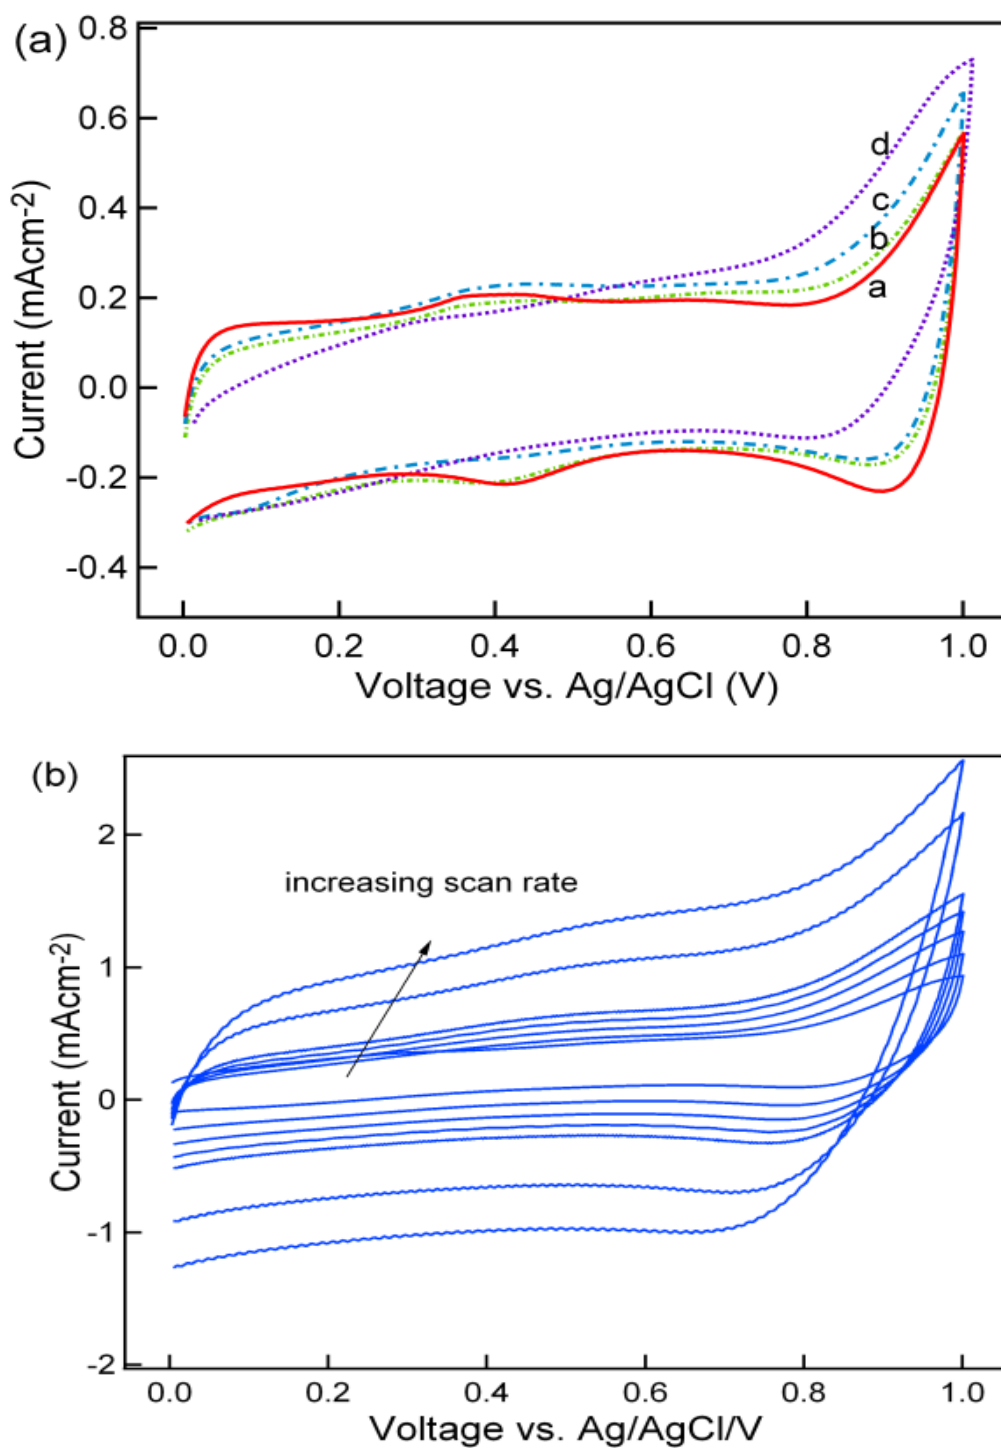 (a)
0.8
0.6
0.4
0.2
0.0
-0.2
-0.4
Current (mAcm-2)
d
c
b
a
0.0 0.2 0.4 0.6 0.8 1.0
Voltage vs. Ag/AgCl (V)
(b)
2
1
0
-1
-2
Current (mAcm-2)
increasing scan rate
0.0 0.2 0.4 0.6 0.8 1.0
Voltage vs. Ag/AgCl/V